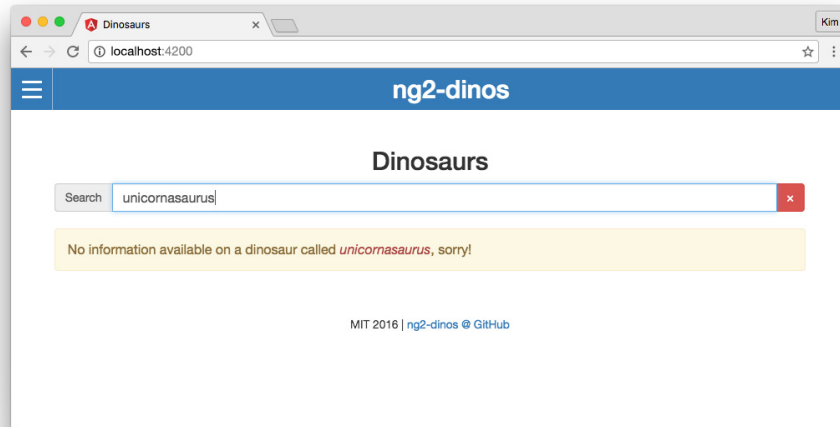 Dinosaurs
Kim
localhost:4200
ng2-dinos
Dinosaurs
Search unicornasaurus
No information available on a dinosaur called unicornasaurus, sorry!
MIT 2016 | ng2-dinos @ GitHub